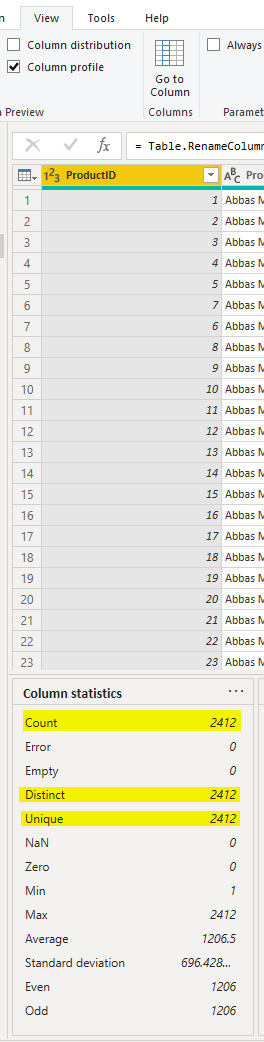 View Tools Help
Column distribution
Always
Column profile
Go to
Column
Preview
Columns
Paramet
fx = Table.RenameColumn
1 2 3 ProductID A B C Pro
1 1 Abbas M
2 2 Abbas M
3 3 Abbas M
4 4 Abbas M
5 5 Abbas M
6 7 Abbas M
7 6 Abbas M
8 8 Abbas M
9 9 Abbas M
10 10 Abbas M
11 11 Abbas M
12 12 Abbas M
13 13 Abbas M
14 14 Abbas M
15 15 Abbas M
16 16 Abbas M
17 17 Abbas M
18 18 Abbas M
19 19 Abbas M
20 20 Abbas M
21 21 Abbas M
22 22 Abbas M
23 23 Abbas M
Column statistics ...
Count 2412
Error 0
Empty 0
Distinct 2412
Unique 2412
NaN 0
Zero 0
Min 1
Max 2412
Average 1206.5
Standard deviation 696.428...
Even 1206
Odd 1206